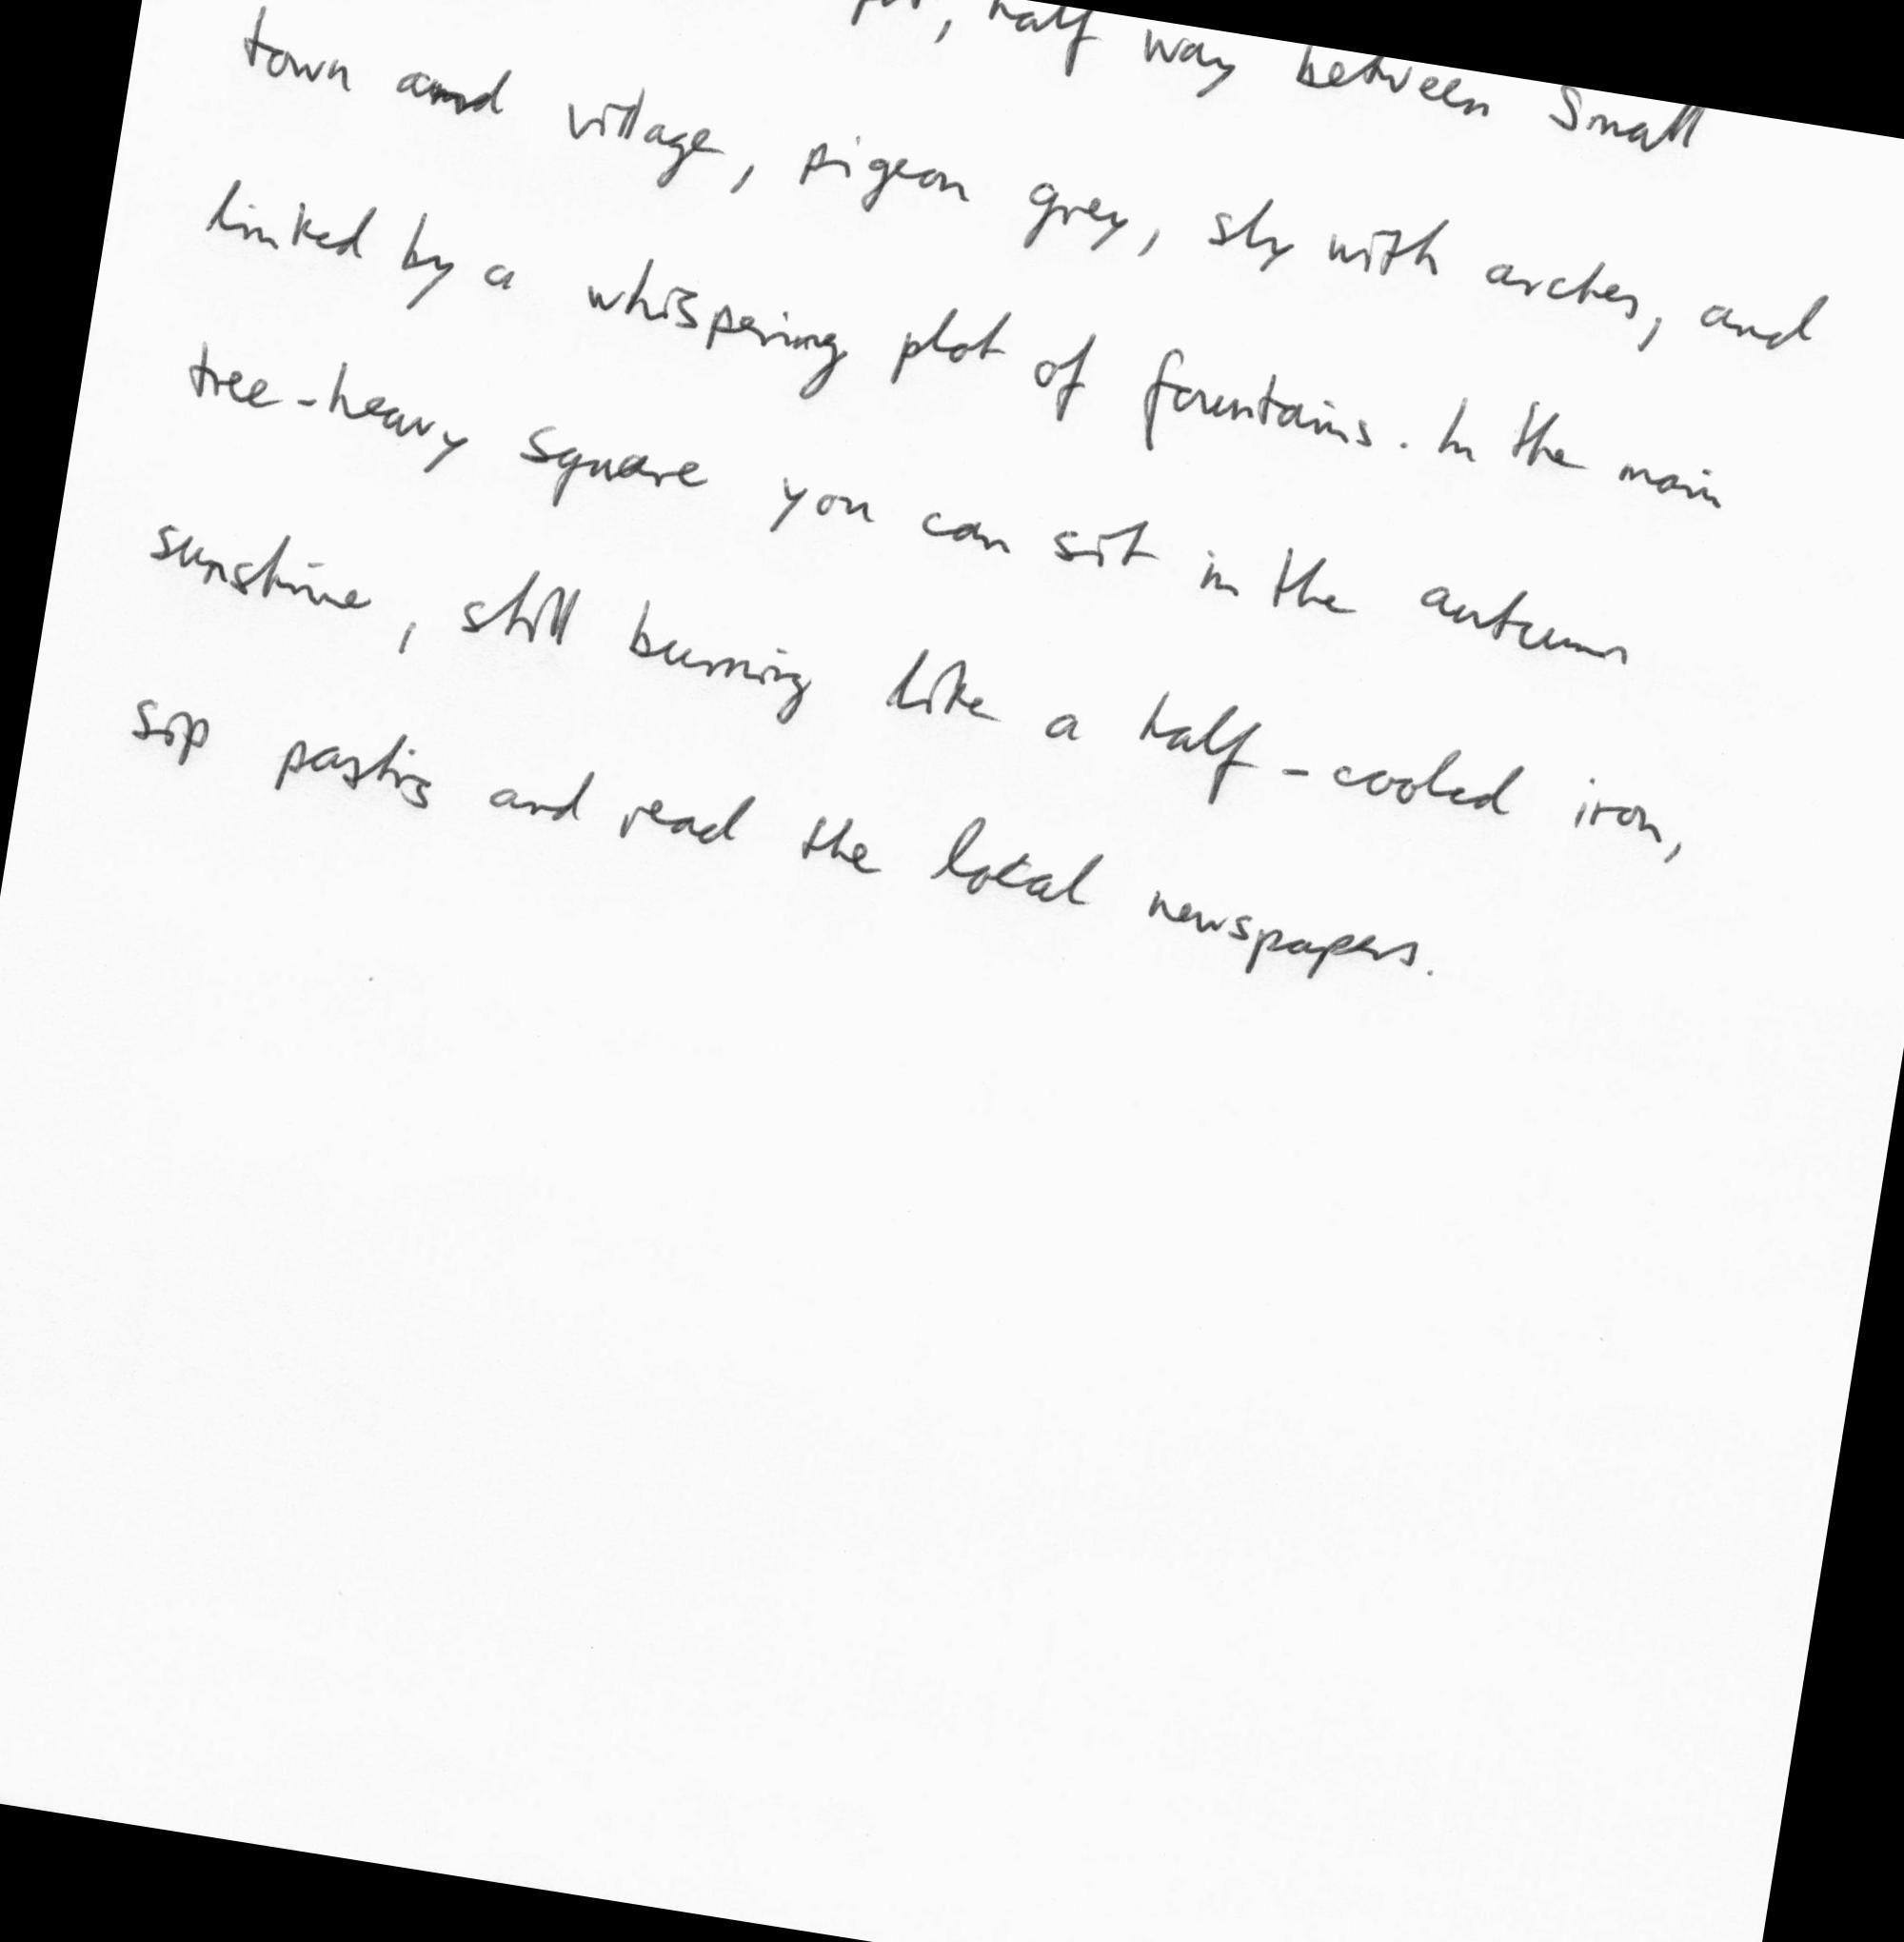 , half way between Small
town and village, pigeon grey, sly with arches, and
linked by a whispering plot of fountains. In the main
tree-heavy square you can sit in the autumn
sunshine, still burning like a half-cooled iron,
sip pastis and read the local newspapers.